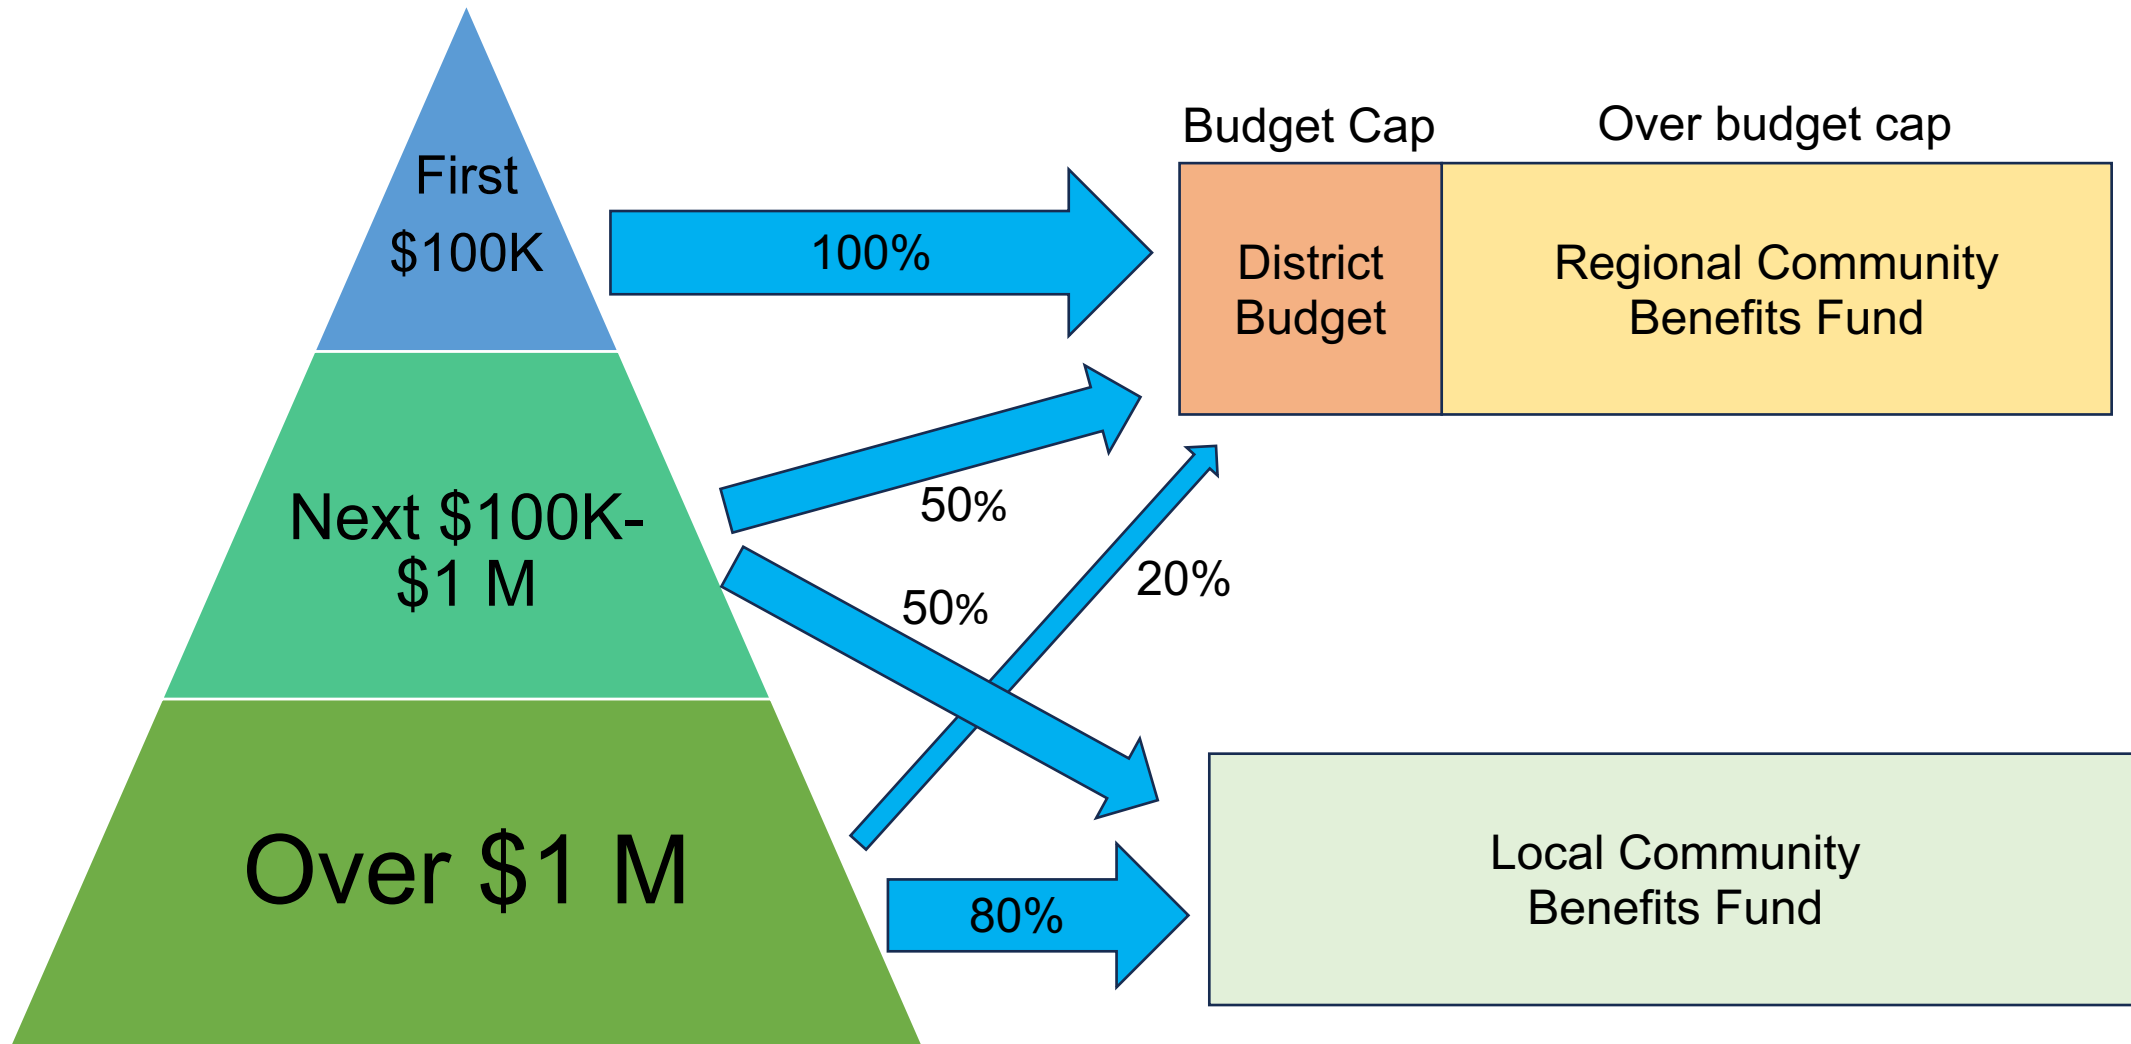 First
$100K
Next $100K-
$1 M
Over $1 M
100%
50%
50%
20%
80%
Budget Cap
Over budget cap
District
Budget
Regional Community
Benefits Fund
Local Community
Benefits Fund